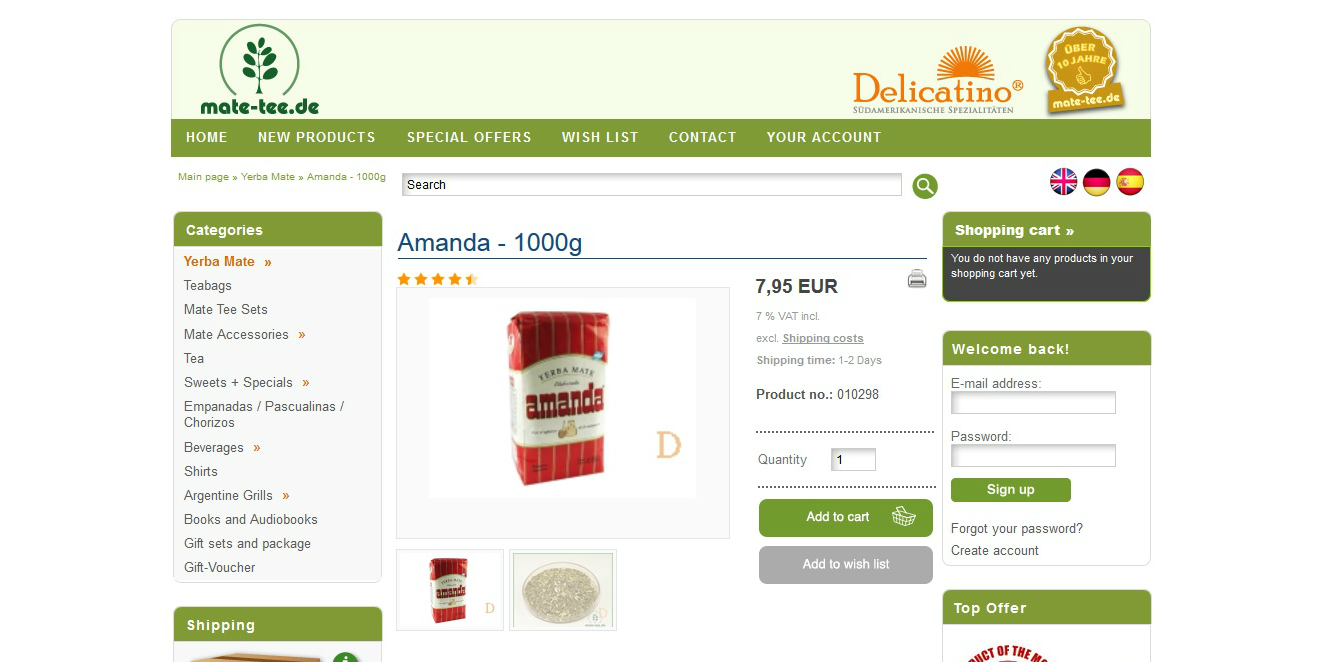 mate-tee.de
Delicatino®
SÜDAMERIKANISCHE SPEZIALITÄTEN
ÜBER
10 JAHRE
mate-tee.de
HOME NEW PRODUCTS SPECIAL OFFERS WISH LIST CONTACT YOUR ACCOUNT
Main page » Yerba Mate » Amanda - 1000g
Search
Categories
Yerba Mate »
Teabags
Mate Tee Sets
Mate Accessories »
Tea
Sweets + Specials »
Empanadas / Pascualinas /
Chorizos
Beverages »
Shirts
Argentine Grills »
Books and Audiobooks
Gift sets and package
Gift-Voucher
Shipping
Amanda - 1000g
YERBA MATE
Elaborada
amanda
D
YERBA MATE
amanda
D
7,95 EUR
7 % VAT incl.
excl. Shipping costs
Shipping time: 1-2 Days
Product no.: 010298
Quantity 1
Add to cart
Add to wish list
Shopping cart »
You do not have any products in your
shopping cart yet.
Welcome back!
E-mail address:
Password:
Sign up
Forgot your password?
Create account
Top Offer